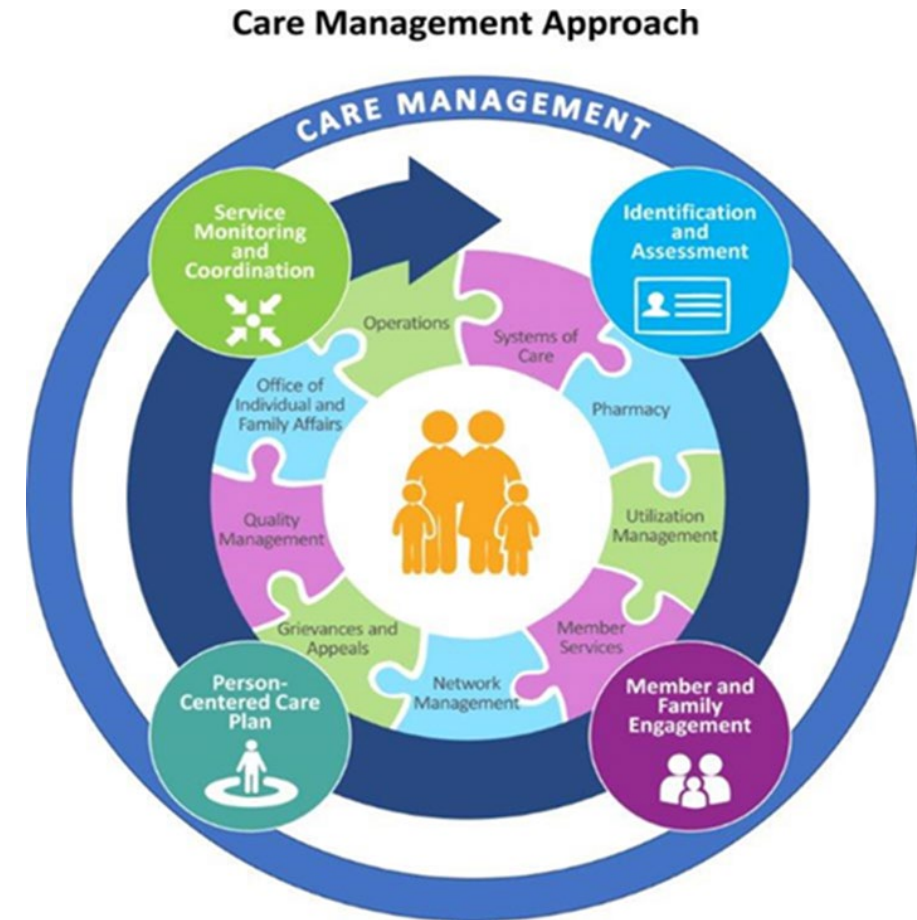 Care Management Approach
CARE MANAGEMENT
Service
Monitoring
and
Coordination
Identification
and
Assessment
Operations
Systems of
Care
Office of
Individual and
Family Affairs
Pharmacy
Quality
Management
Utilization
Management
Grievances and
Appeals
Member
Services
Network
Management
Person-
Centered Care
Plan
Member and
Family
Engagement